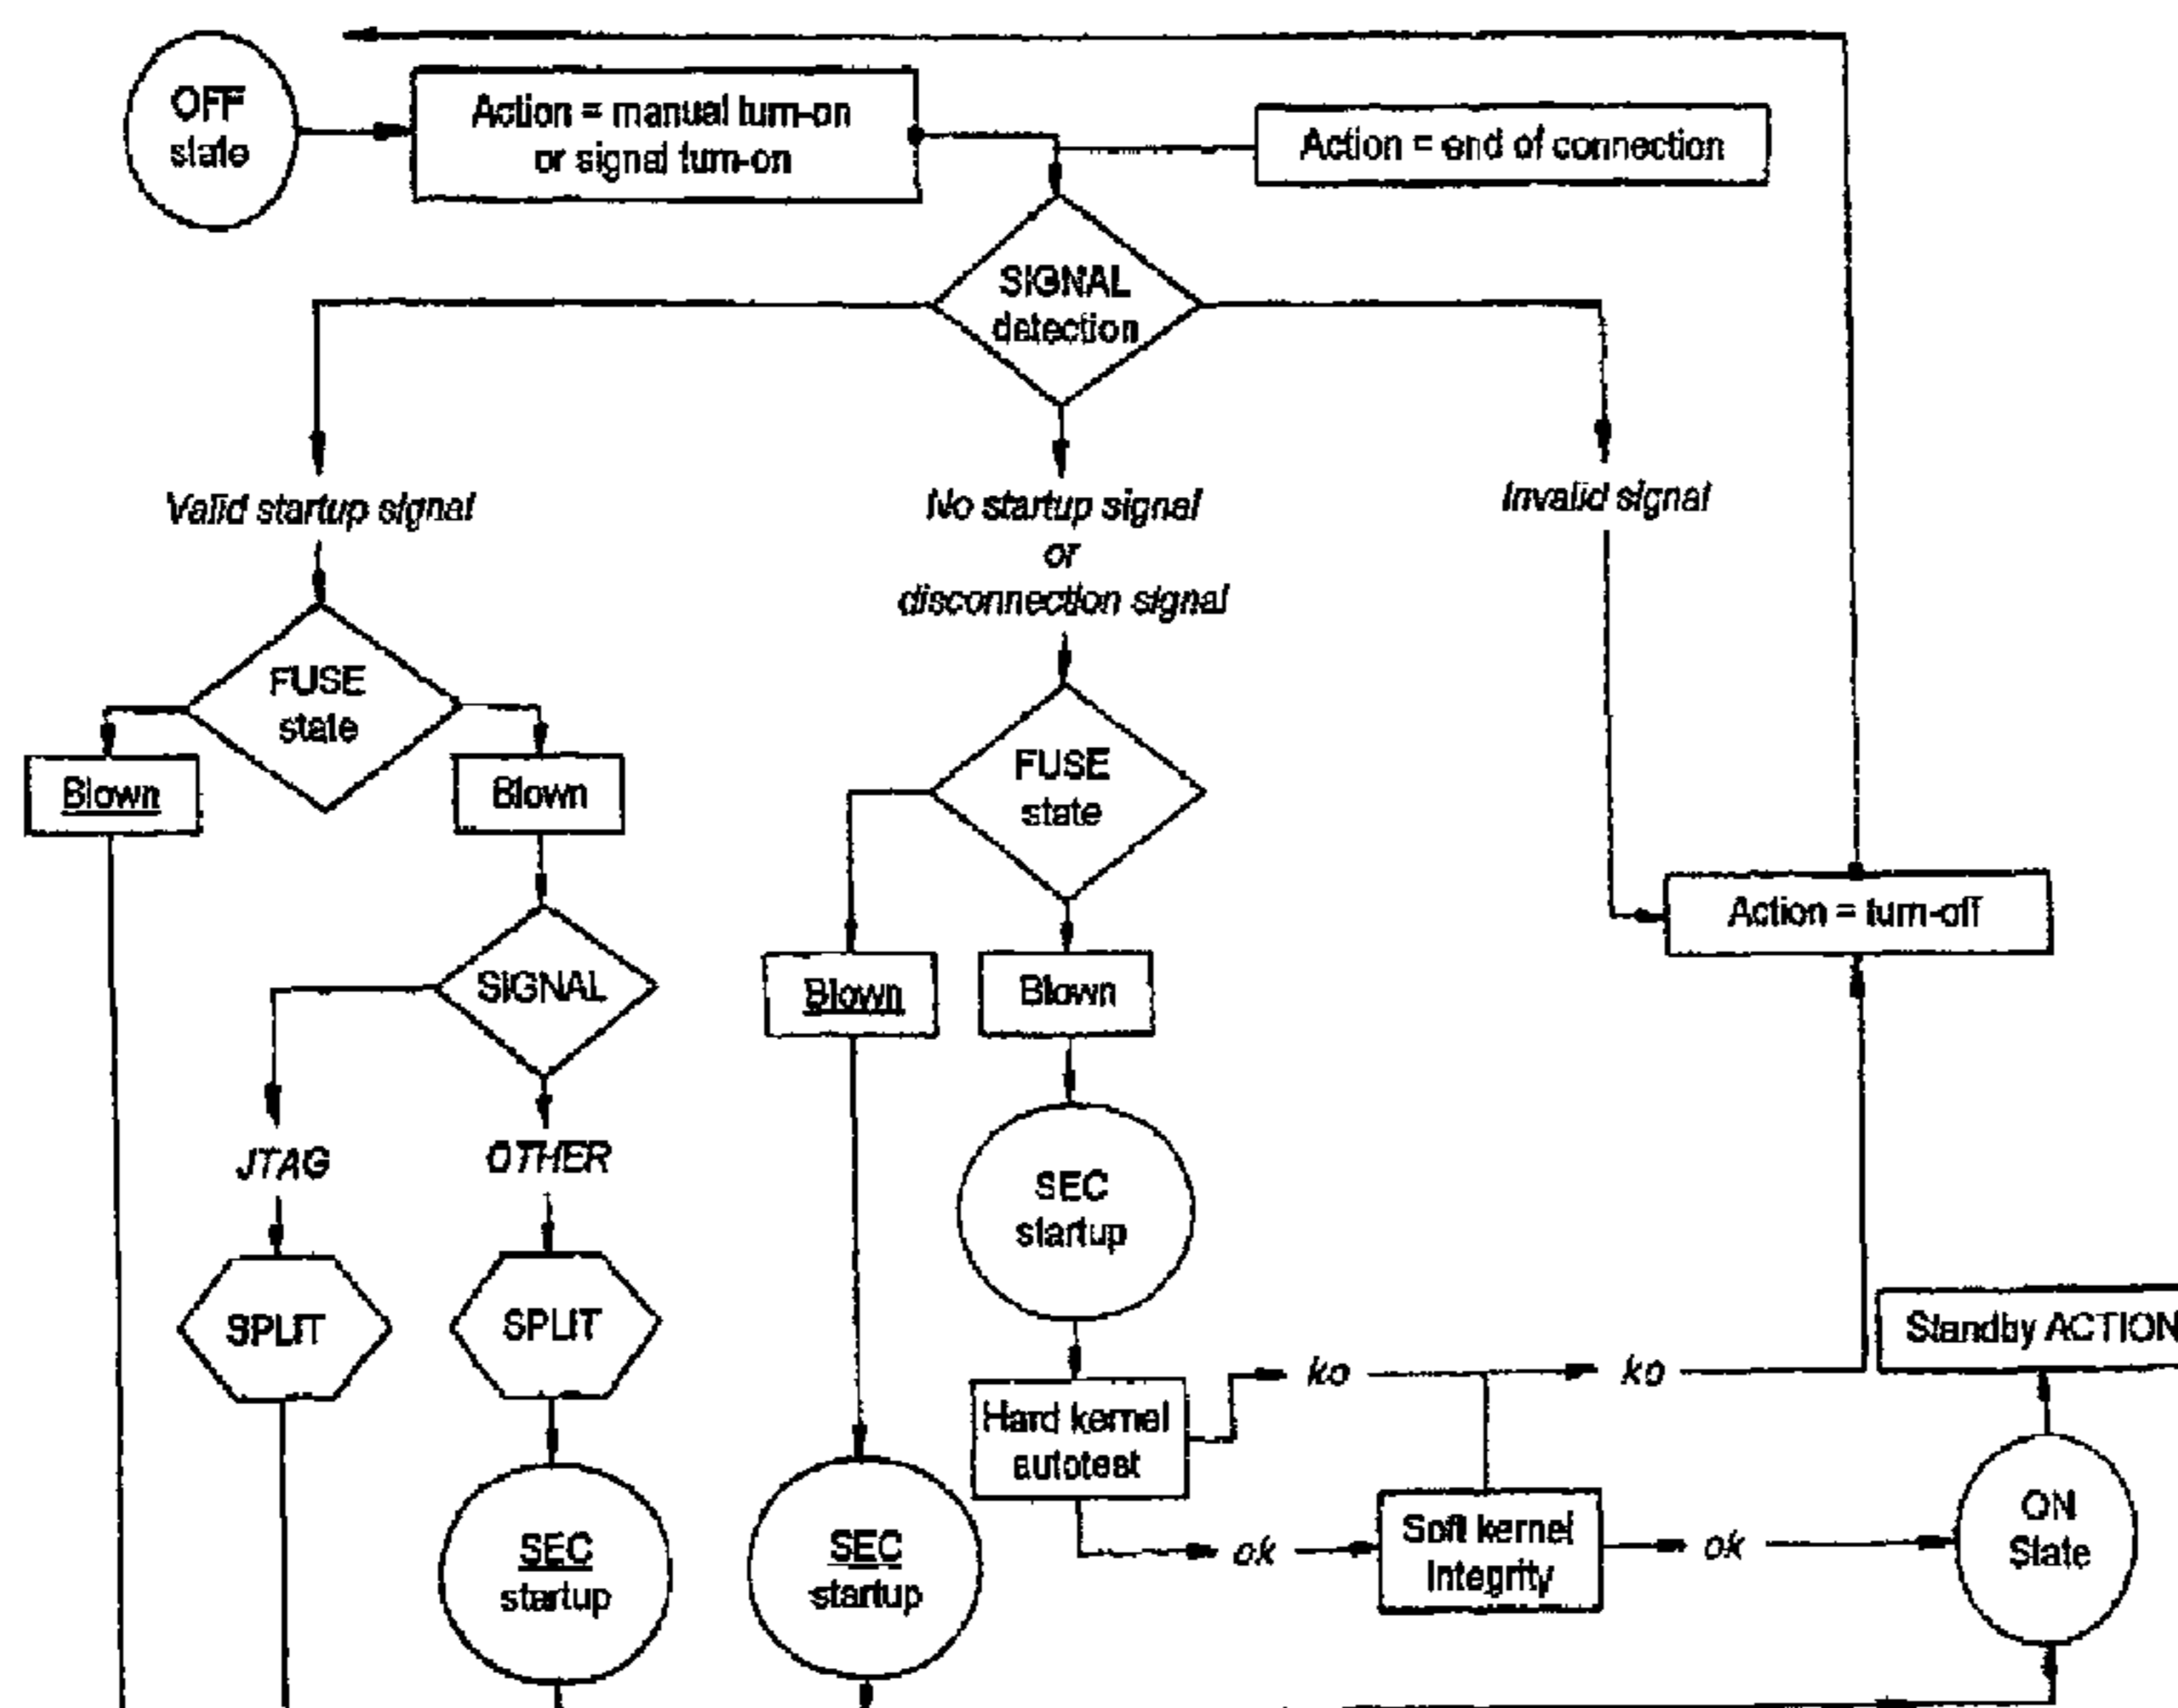 OFF
state
Action = manual turn-on
or signal turn-on
Action = end of connection
SIGNAL
detection
Valid startup signal
No startup signal
or
disconnection signal
Invalid signal
FUSE
state
Blown
Blown
FUSE
state
Action = turn-off
SIGNAL
Blown
Blown
JTAG
OTHER
SEC
startup
SPLIT
SPLIT
Standby ACTION
ko
ko
Hard kernel
autotest
SEC
startup
SEC
startup
ok
Soft kernel
Integrity
ok
ON
State